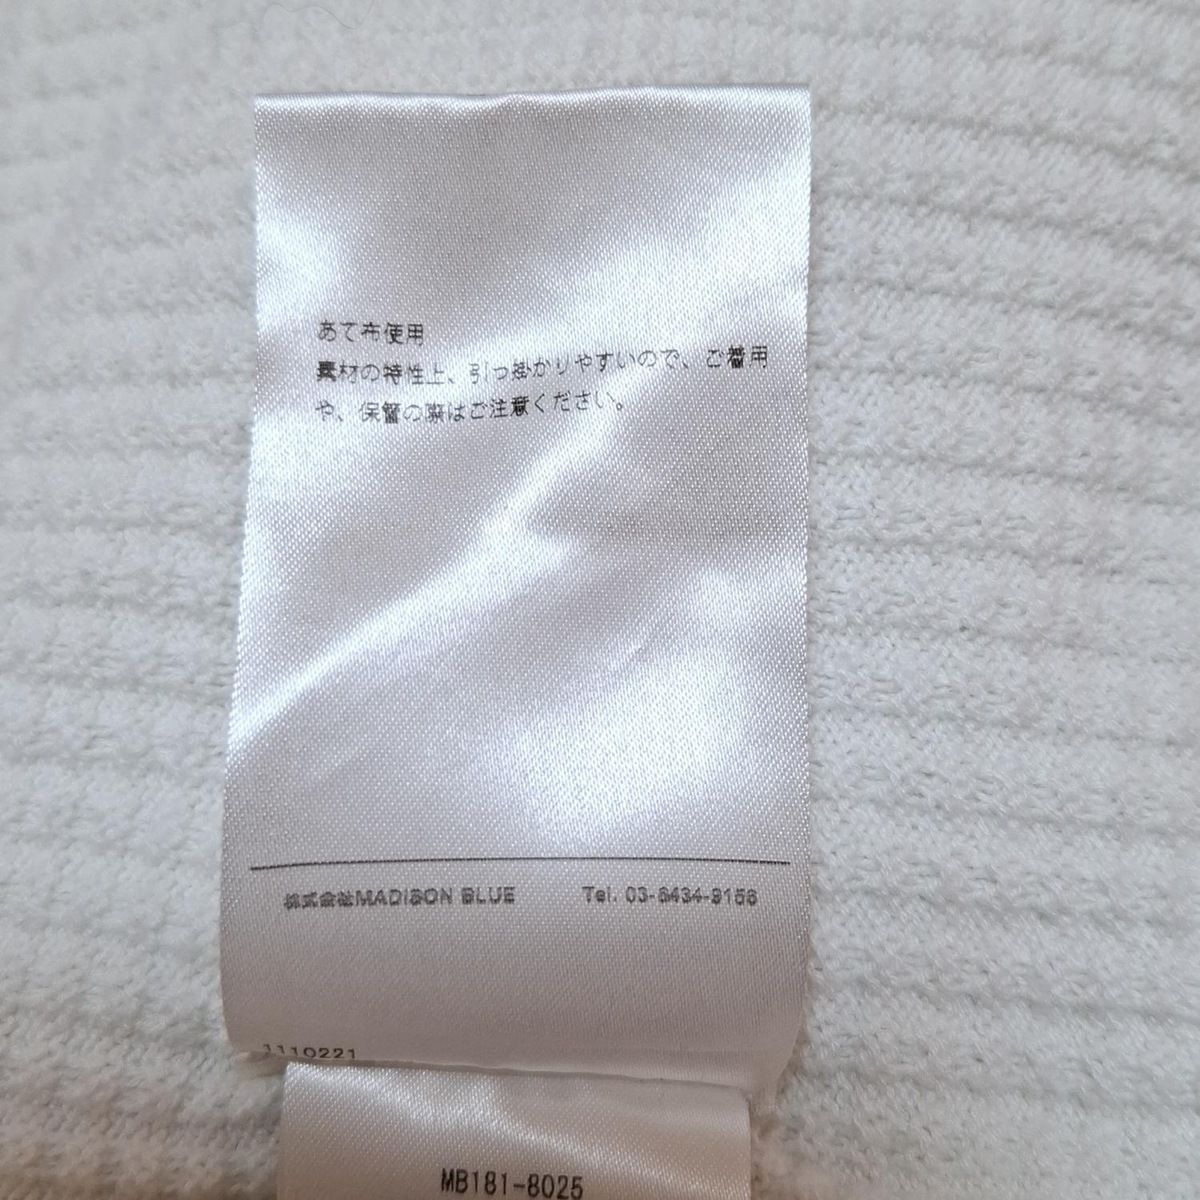 あて布使用
素材の特性上、引っ掛かりやすいので、ご着用
や、保管の際はご注意ください。
株式会社MADISON BLUE Tel. 03-6434-9156
1110221
MB181-8025